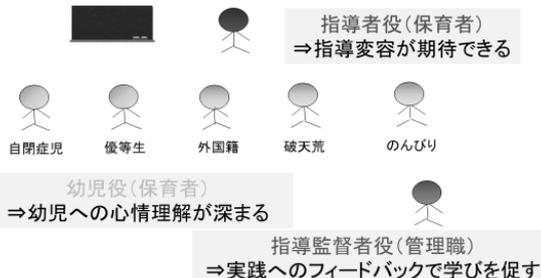 指導者役（保育者）
⇒指導変容が期待できる
自閉症児
優等生
外国籍
破天荒
のんびり
幼児役（保育者）
⇒幼児への心情理解が深まる
指導監督者役（管理職）
⇒実践へのフィードバックで学びを促す